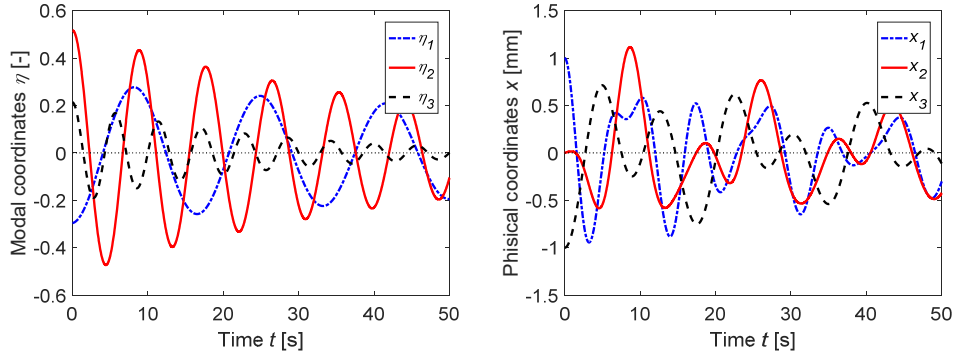 Modal coordinates η [-]
0.6
0.4
0.2
0
-0.2
-0.4
-0.6
0 10 20 30 40 50
Time t [s]
η1
η2
η3
Phisical coordinates x [mm]
1.5
1
0.5
0
-0.5
-1
-1.5
0 10 20 30 40 50
Time t [s]
x1
x2
x3